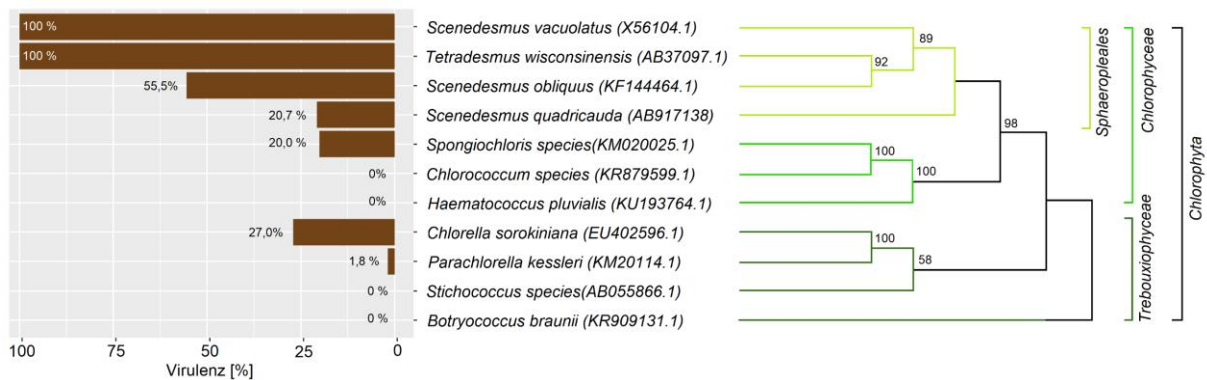 100 %
Scenedesmus vacuolatus (X56104.1)
89
100 %
Tetradesmus wisconsinensis (AB37097.1)
92
55,5%
Scenedesmus obliquus (KF144464.1)
20,7 %
Scenedesmus quadricauda (AB917138)
98
20,0 %
Spongiochloris species(KM020025.1)
100
0%
Chlorococcum species (KR879599.1)
100
0%
Haematococcus pluvialis (KU193764.1)
27,0%
Chlorella sorokiniana (EU402596.1)
100
1,8 %
Parachlorella kessleri (KM20114.1)
58
0 %
Stichococcus species(AB055866.1)
0 %
Botryococcus braunii (KR909131.1)
Sphaeropleales
Chlorophyceae
Trebouxiophyceae
Chlorophyta
100 75 50 25 0
Virulenz [%]